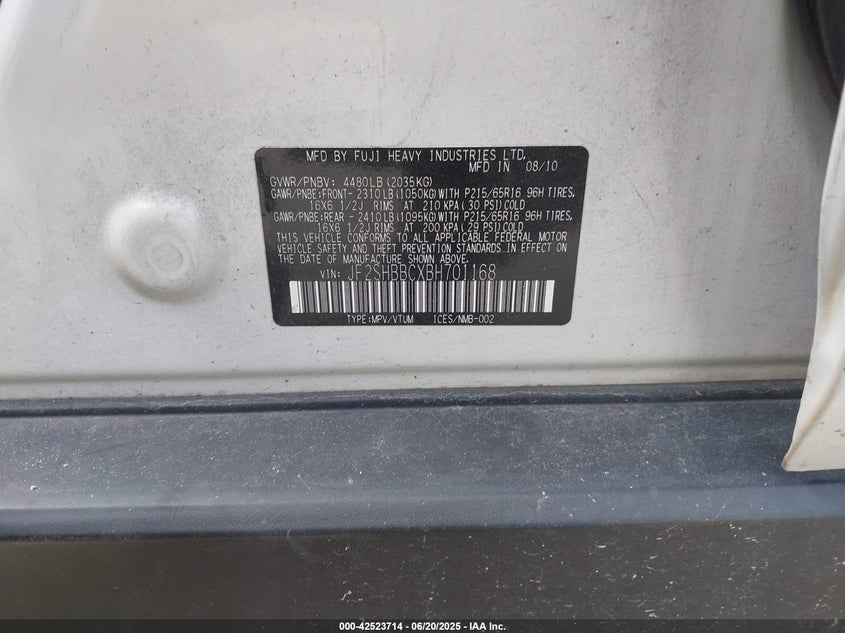 MFD BY FUJI HEAVY INDUSTRIES LTD.
MFD IN 08/10
GVWR/PNBV: 4480LB(2035KG)
GAWR/PNBE:FRONT- 2310LB(1050KG)WITH P215/65R16 96H TIRES,
16X6 1/2J RIMS AT 210 KPA( 30 PSI)COLD
GAWR/PNBE:REAR - 2410LB(1095KG)WITH P215/65R16 96H TIRES,
16X6 1/2J RIMS AT 200 KPA( 29 PSI)COLD
THIS VEHICLE CONFORMS TO ALL APPLICABLE FEDERAL MOTOR
VEHICLE SAFETY AND THEFT PREVENTION STANDARDS IN EFFECT
ON THE DATE OF MANUFACTURE SHOWN ABOVE.
VIN: JF2SHBBCXBH701168
TYPE:MPV/VTUM ICES/NMB-002
000-42523714 - 06/20/2025 - IAA Inc.